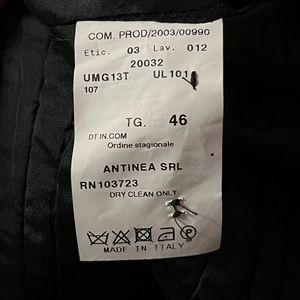 COM. PROD/2003/00990
Etic. 03 Lav. 012
20032
UMG13T UL101
107
TG. 46
DT.IN.COM
Ordine stagionale
ANTINEA SRL
RN103723
DRY CLEAN ONLY
P
MADE IN ITALY